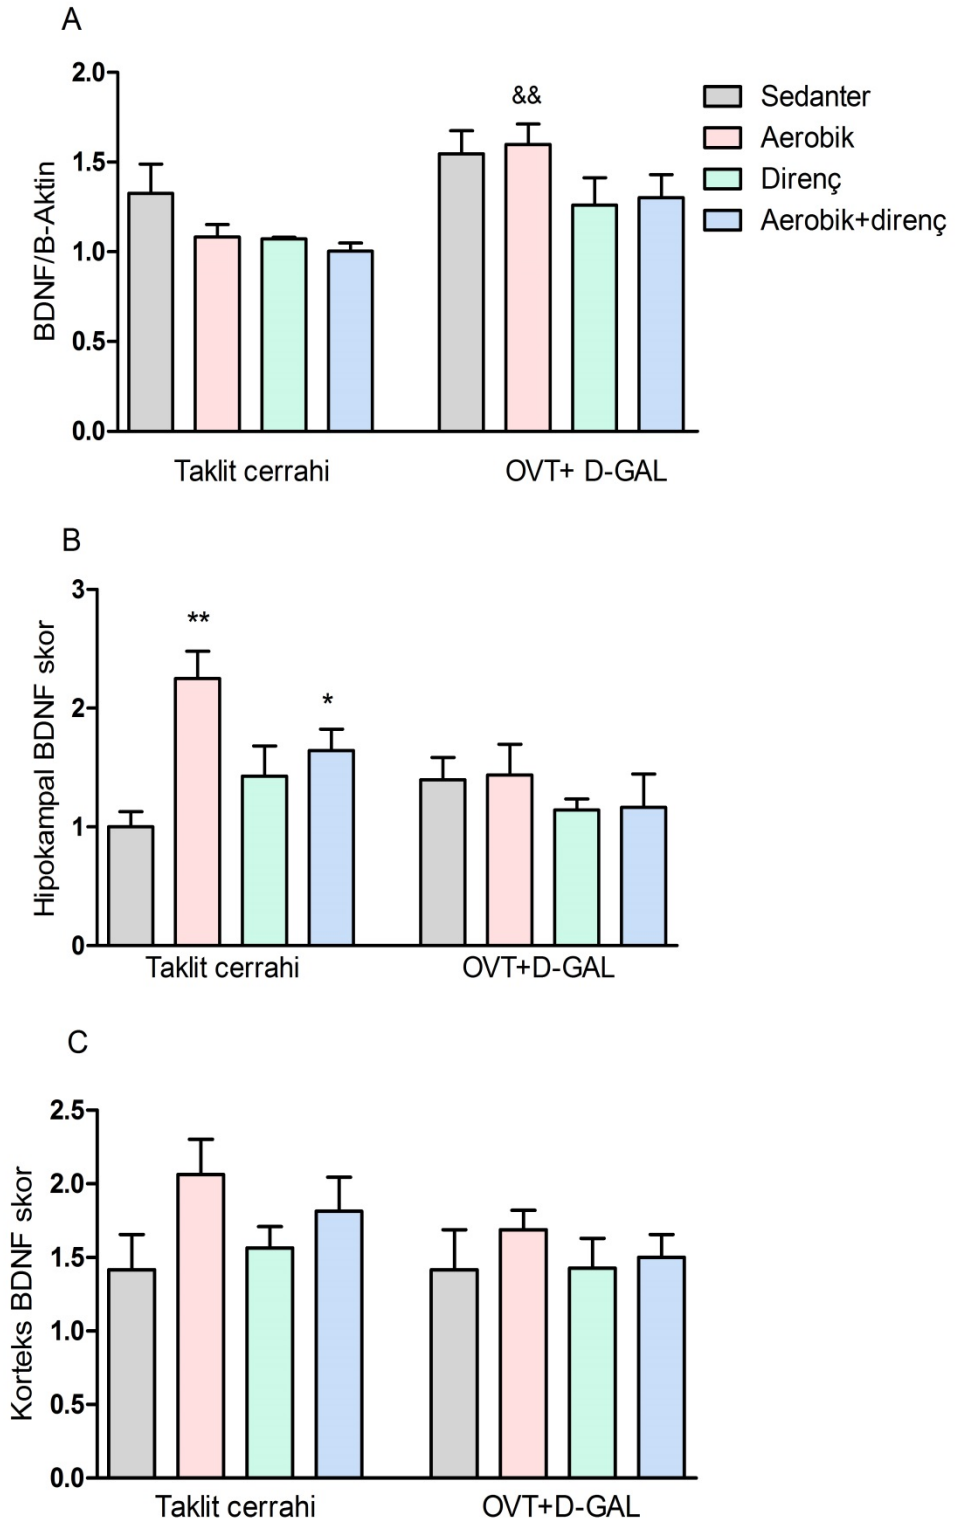 A
2.0
1.5
1.0
0.5
0.0
BDNF/B-Aktin
&&
Sedanter
Aerobik
Direnç
Aerobik+direnç
Taklit cerrahi
OVT+ D-GAL
B
3
2
1
0
Hipokampal BDNF skor
**
*
Taklit cerrahi
OVT+D-GAL
C
2.5
2.0
1.5
1.0
0.5
0.0
Korteks BDNF skor
Taklit cerrahi
OVT+D-GAL